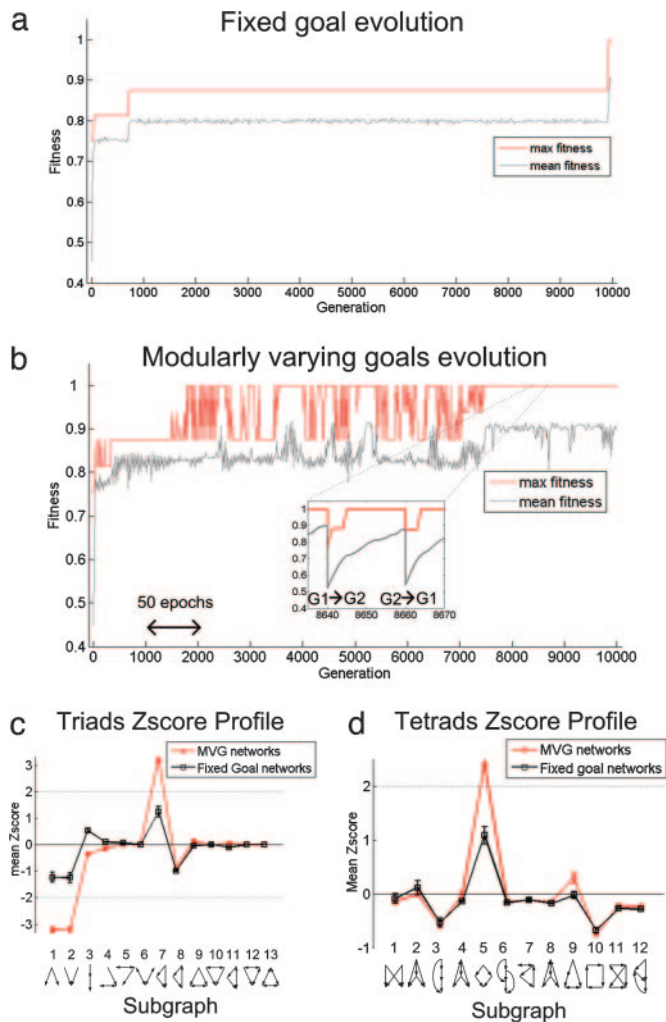 a
Fixed goal evolution
1
0.9
0.8
0.7
0.6
0.5
0.4
Fitness
max fitness
mean fitness
0 1000 2000 3000 4000 5000 6000 7000 8000 9000 10000
Generation
b
Modularly varying goals evolution
1
0.9
0.8
0.7
0.6
0.5
0.4
Fitness
max fitness
mean fitness
50 epochs
1
0.9
0.8
0.7
0.6
0.5
0.4
G1→G2 G2→G1
8640 8650 8660 8670
0 1000 2000 3000 4000 5000 6000 7000 8000 9000 10000
Generation
c
Triads Zscore Profile
MVG networks
Fixed Goal networks
3
2
1
0
-1
-2
-3
mean Zscore
1 2 3 4 5 6 7 8 9 10 11 12 13
Subgraph
d
Tetrads Zscore Profile
MVG networks
Fixed goal networks
2
1
0
-1
Mean Zscore
1 2 3 4 5 6 7 8 9 10 11 12
Subgraph